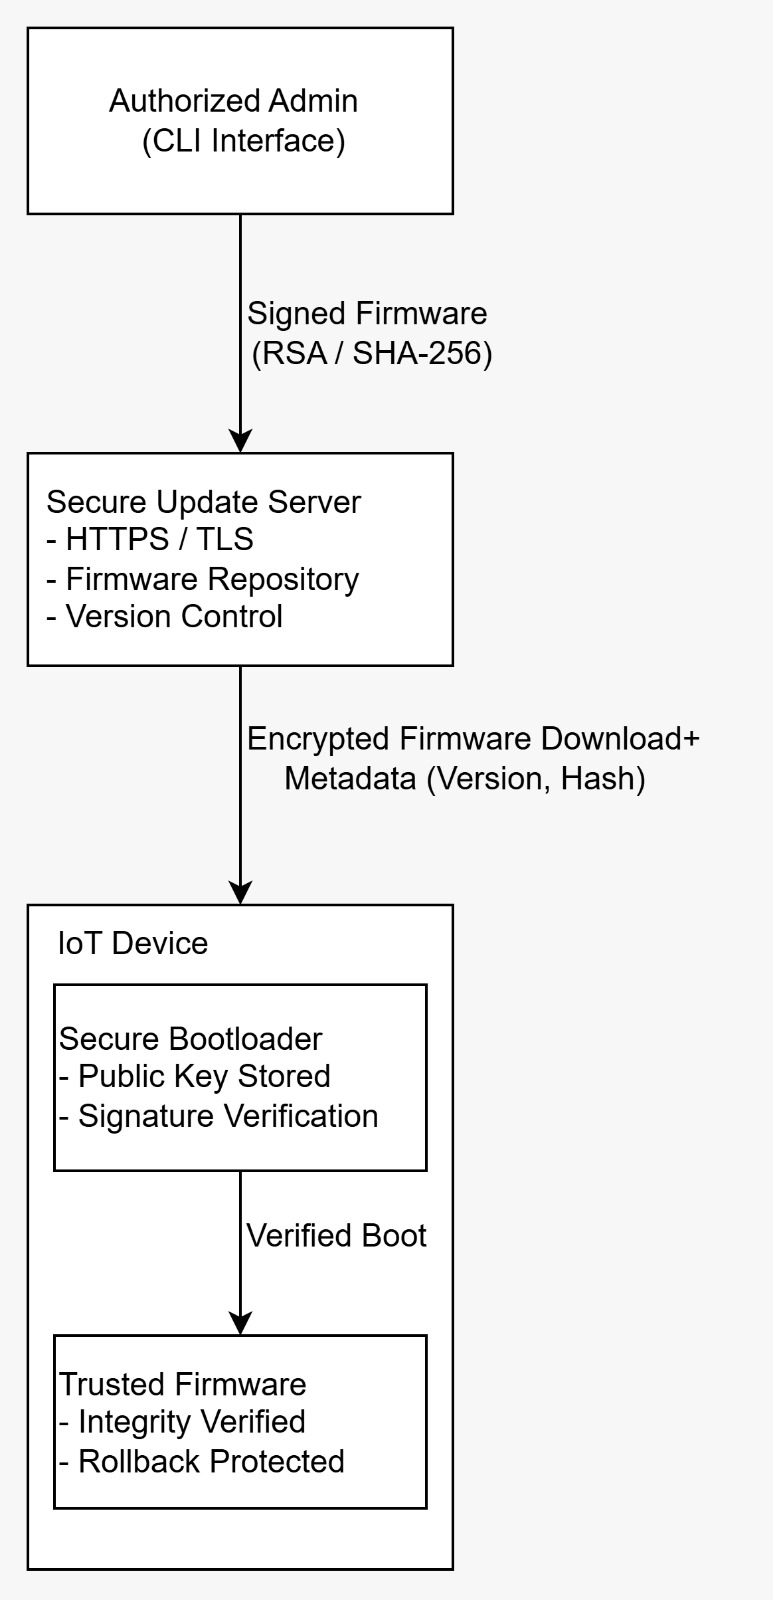 Authorized Admin
(CLI Interface)
Signed Firmware
(RSA / SHA-256)
Secure Update Server
- HTTPS / TLS
- Firmware Repository
- Version Control
Encrypted Firmware Download+
Metadata (Version, Hash)
IoT Device
Secure Bootloader
- Public Key Stored
- Signature Verification
Verified Boot
Trusted Firmware
- Integrity Verified
- Rollback Protected